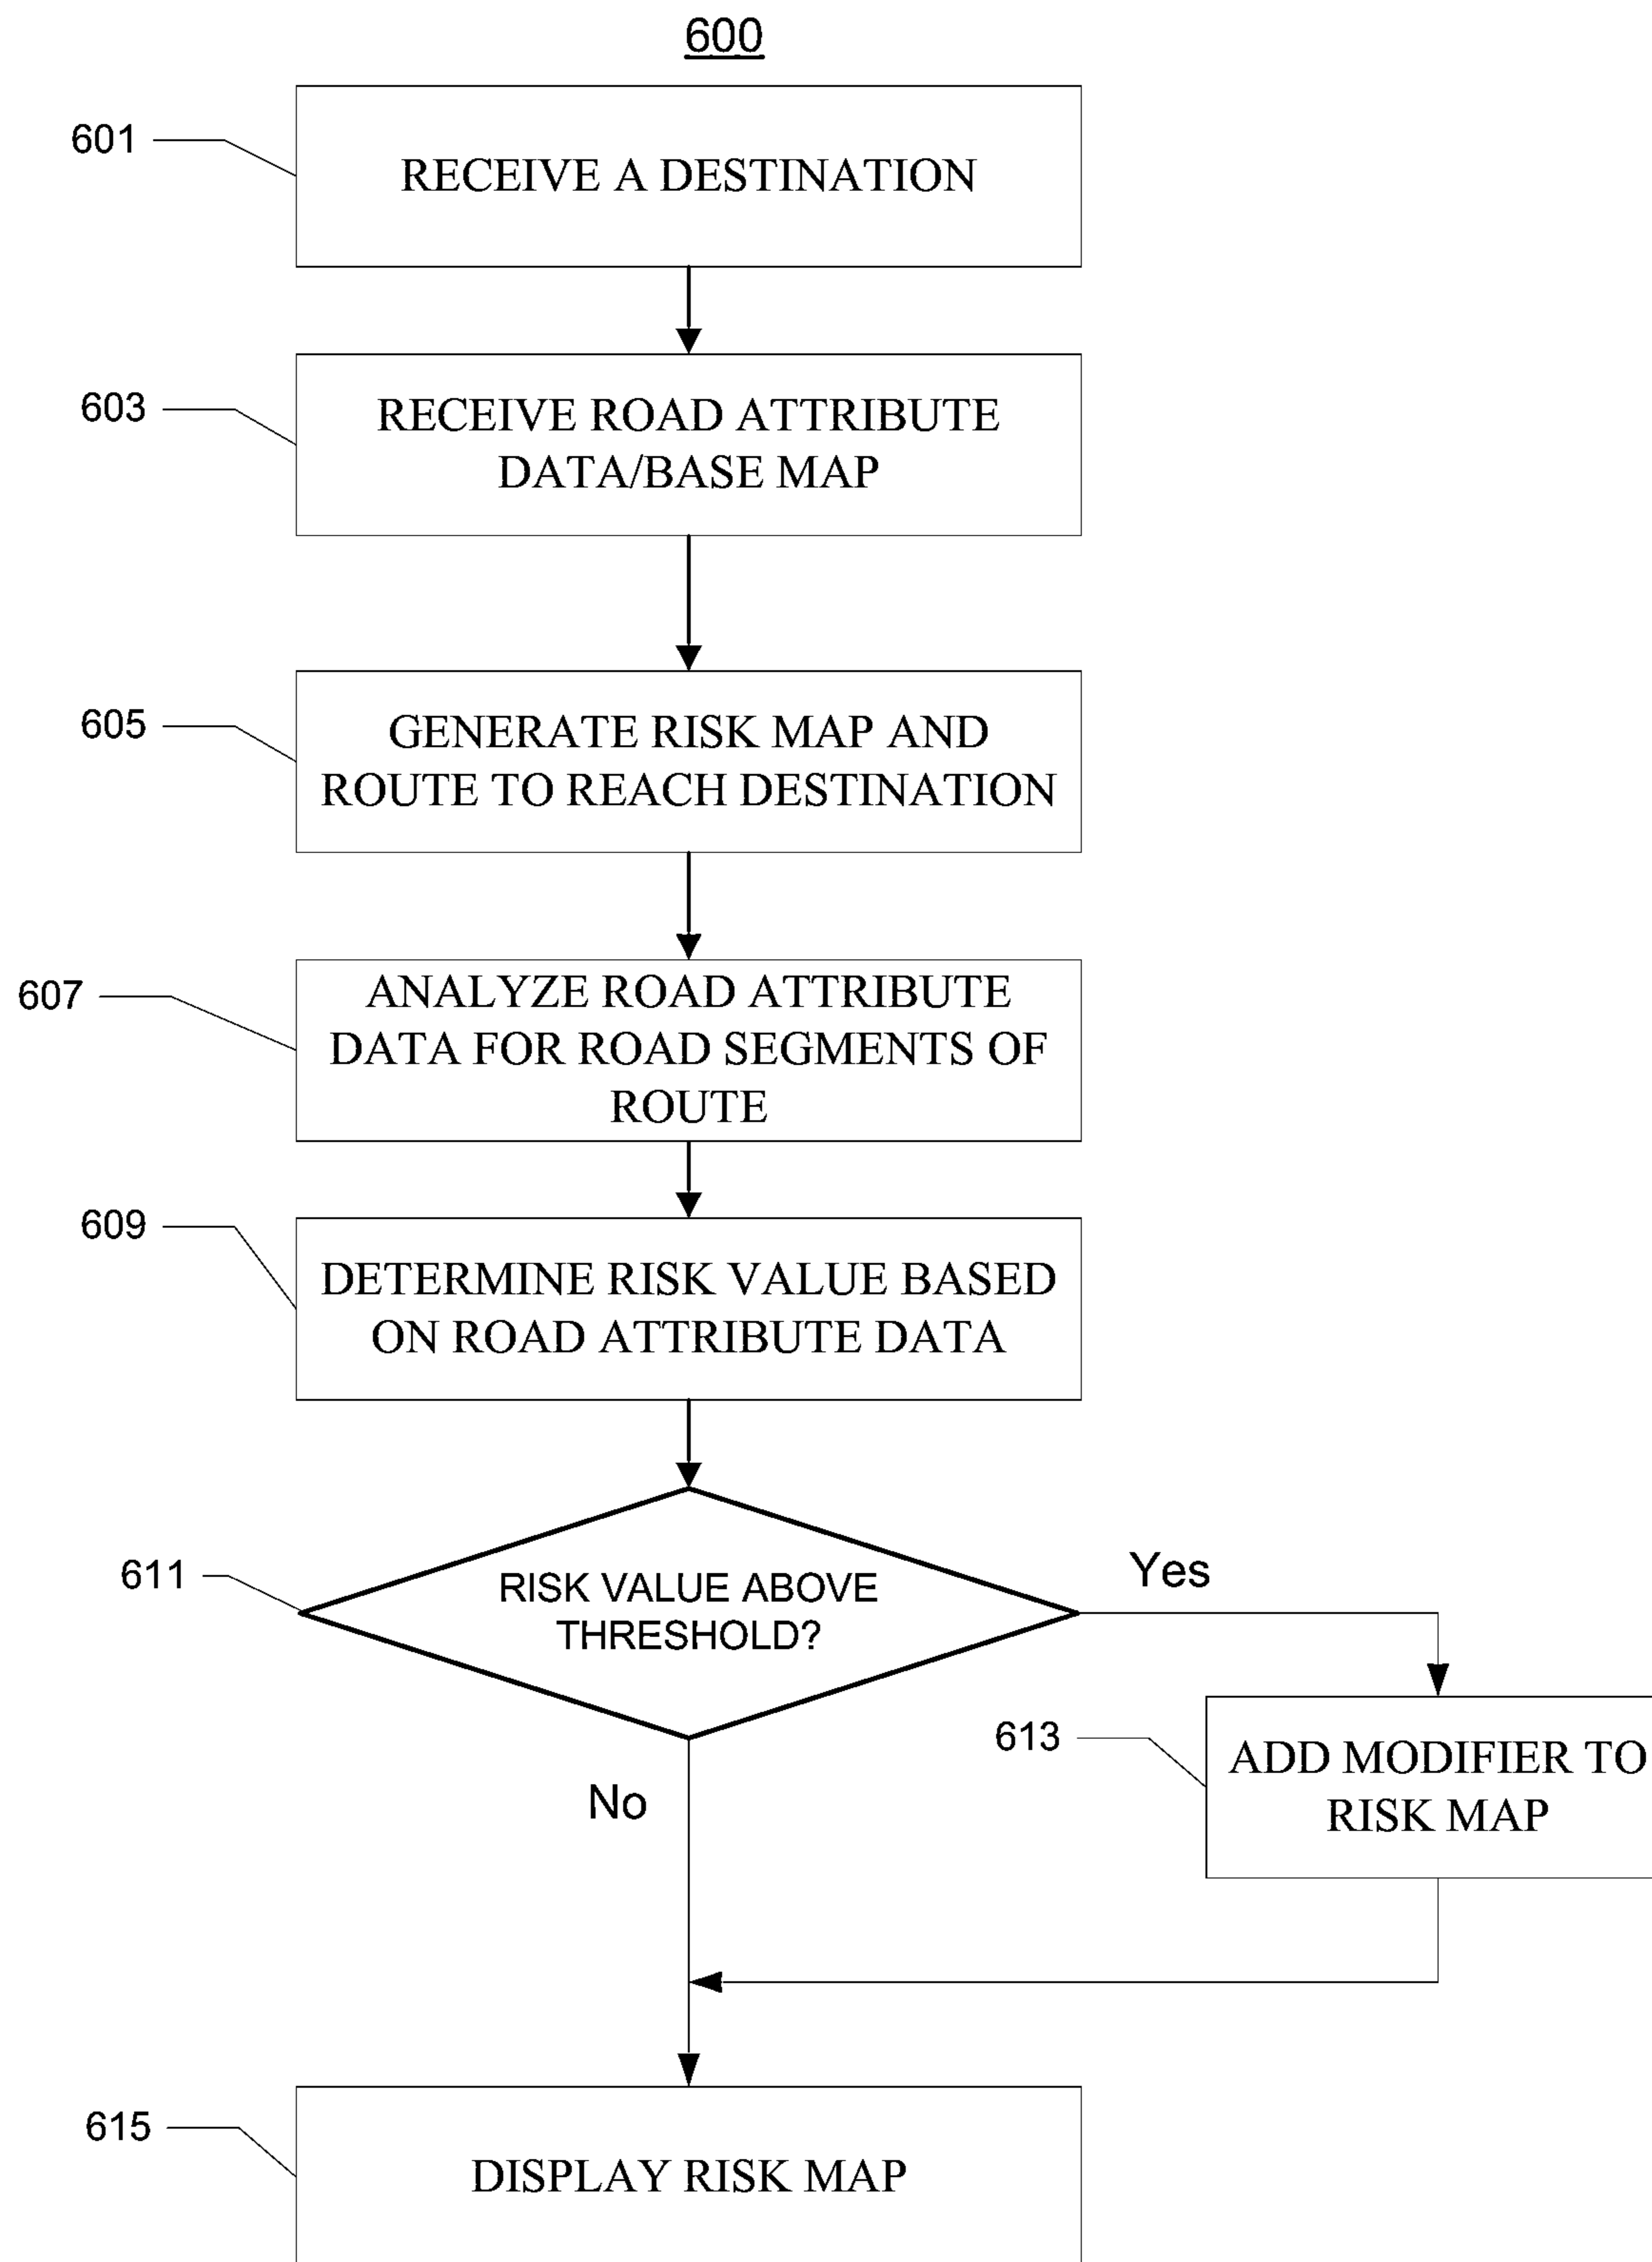 600
601
RECEIVE A DESTINATION
603
RECEIVE ROAD ATTRIBUTE
DATA/BASE MAP
605
GENERATE RISK MAP AND
ROUTE TO REACH DESTINATION
607
ANALYZE ROAD ATTRIBUTE
DATA FOR ROAD SEGMENTS OF
ROUTE
609
DETERMINE RISK VALUE BASED
ON ROAD ATTRIBUTE DATA
611
RISK VALUE ABOVE
THRESHOLD?
Yes
613
ADD MODIFIER TO
RISK MAP
No
615
DISPLAY RISK MAP